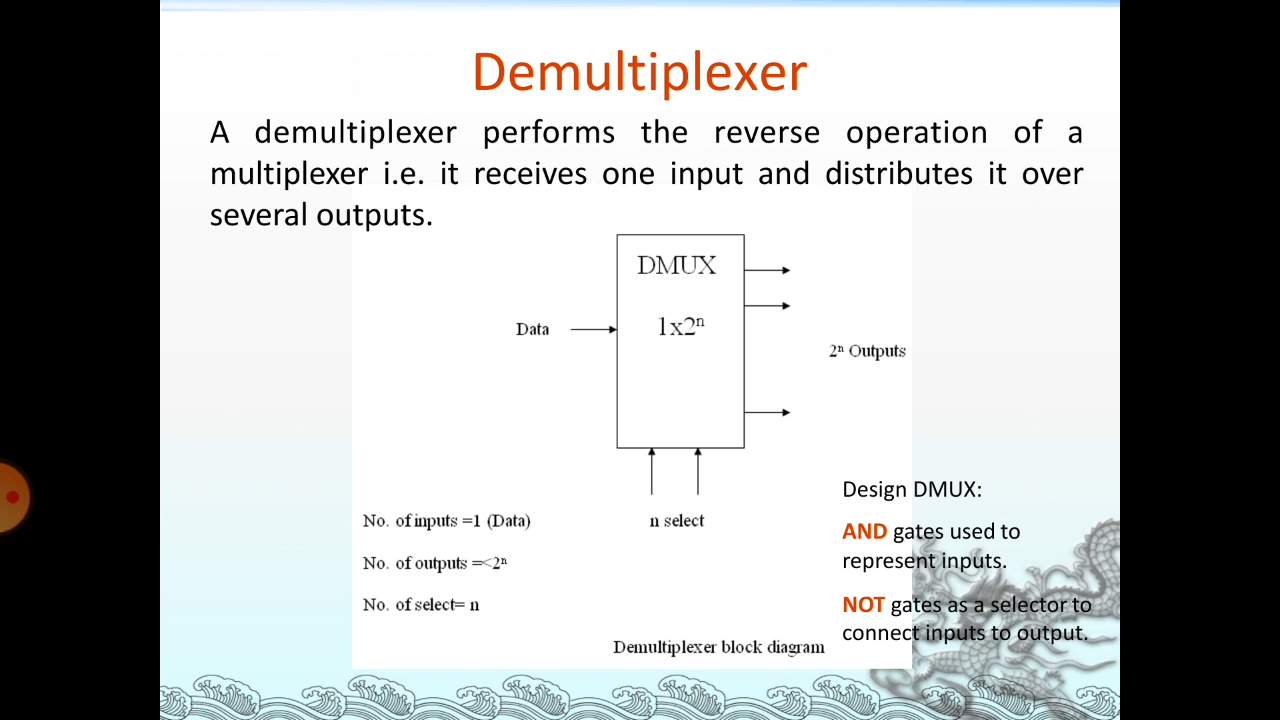 Demultiplexer
A demultiplexer performs the reverse operation of a
multiplexer i.e. it receives one input and distributes it over
several outputs.
DMUX
1x2ⁿ
Data
2ⁿ Outputs
n select
No. of inputs =1 (Data)
No. of outputs =<2ⁿ
No. of select= n
Demultiplexer block diagram
Design DMUX:
AND gates used to
represent inputs.
NOT gates as a selector to
connect inputs to output.